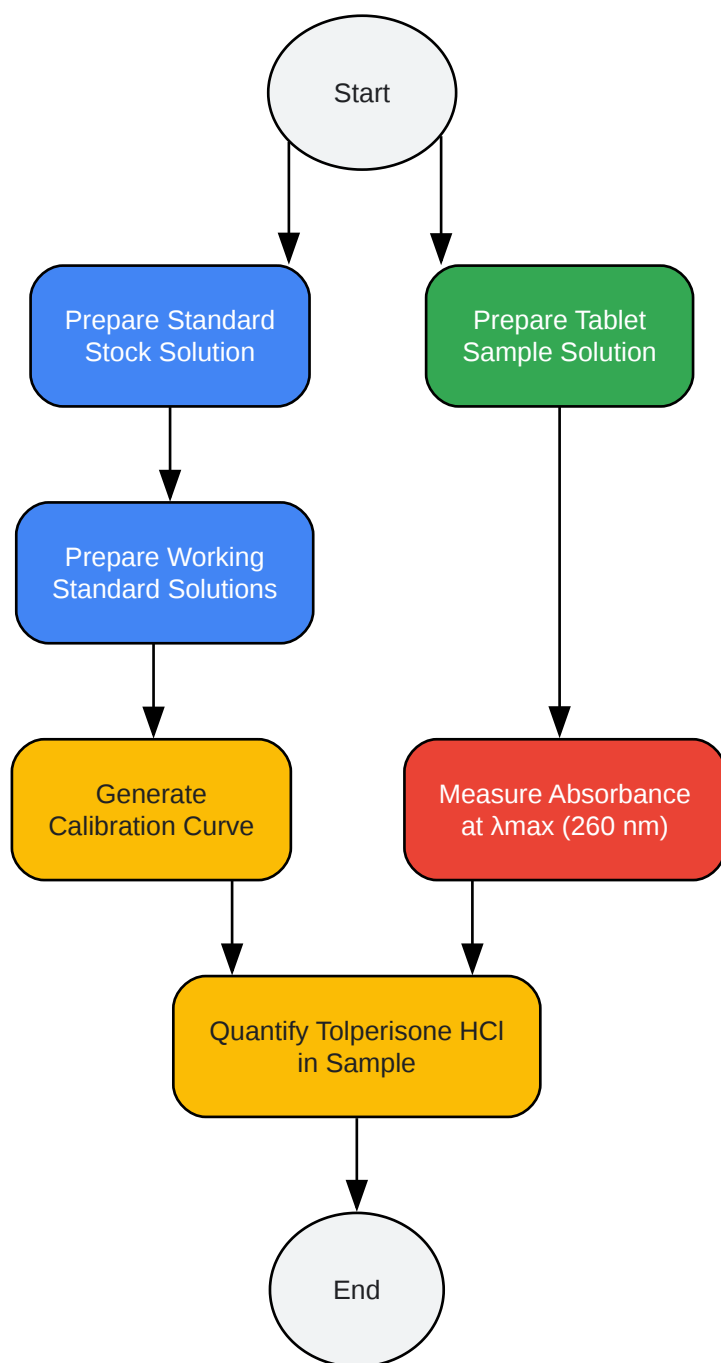 Start
Prepare Standard
Stock Solution
Prepare Tablet
Sample Solution
Prepare Working
Standard Solutions
Generate
Calibration Curve
Measure Absorbance
at λmax (260 nm)
Quantify Tolperisone HCl
in Sample
End